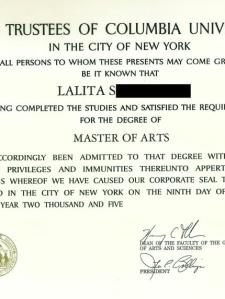 TRUSTEES OF COLUMBIA UNIV
IN THE CITY OF NEW YORK
ALL PERSONS TO WHOM THESE PRESENTS MAY COME GR
BE IT KNOWN THAT
LALITA S
NG COMPLETED THE STUDIES AND SATISFIED THE REQUI
FOR THE DEGREE OF
MASTER OF ARTS
CCORDINGLY BEEN ADMITTED TO THAT DEGREE WITH
PRIVILEGES AND IMMUNITIES THEREUNTO APPERT
SS WHEREOF WE HAVE CAUSED OUR CORPORATE SEAL T
D IN THE CITY OF NEW YORK ON THE NINTH DAY OF
YEAR TWO THOUSAND AND FIVE
DEAN OF THE FACULTY OF THE G
OF ARTS AND SCIENCES
PRESIDENT